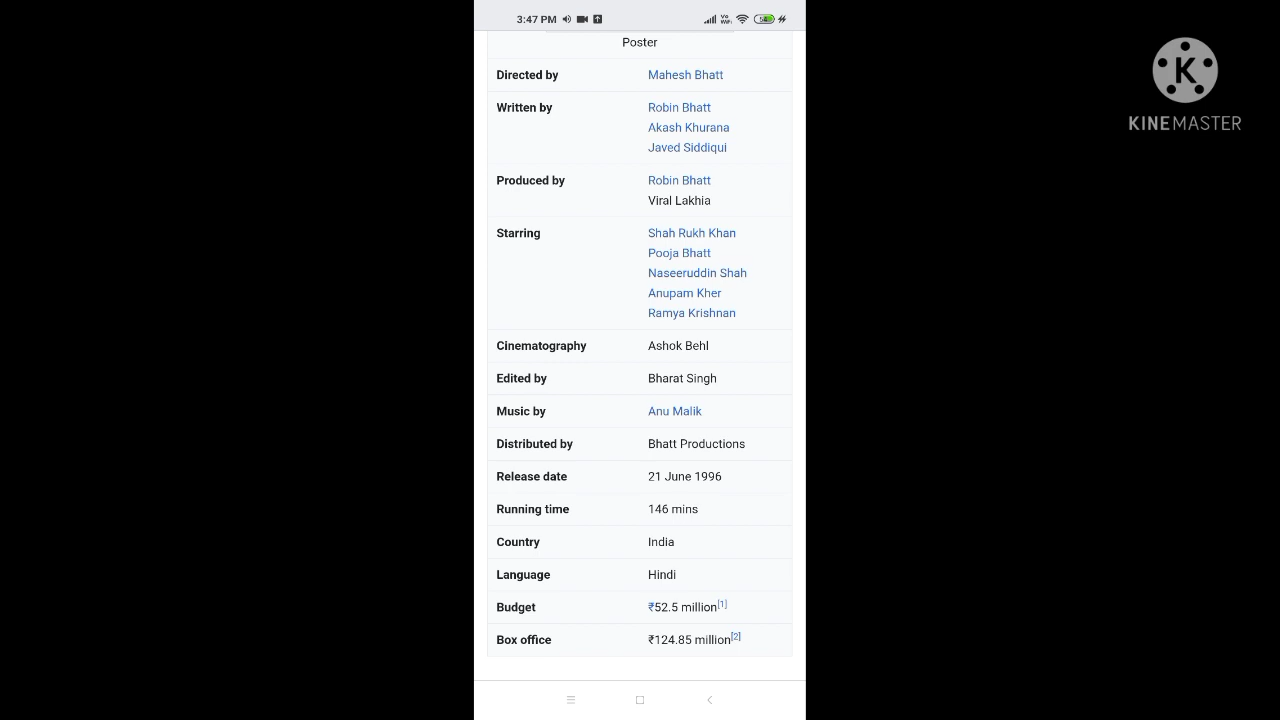 3:47 PM
Vo
WiFi
54
K
KINEMASTER
Poster
Directed by Mahesh Bhatt
Written by Robin Bhatt
Akash Khurana
Javed Siddiqui
Produced by Robin Bhatt
Viral Lakhia
Starring Shah Rukh Khan
Pooja Bhatt
Naseeruddin Shah
Anupam Kher
Ramya Krishnan
Cinematography Ashok Behl
Edited by Bharat Singh
Music by Anu Malik
Distributed by Bhatt Productions
Release date 21 June 1996
Running time 146 mins
Country India
Language Hindi
Budget ₹52.5 million[1]
Box office ₹124.85 million[2]